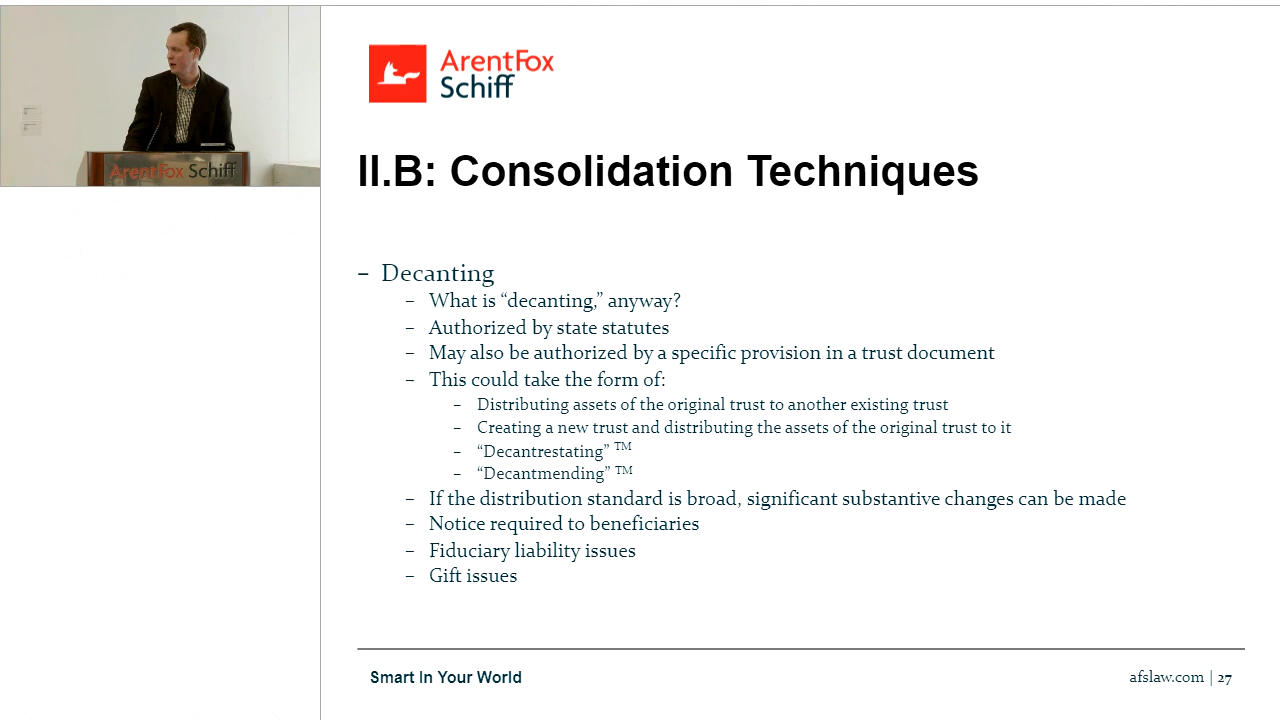 ArentFox Schiff
ArentFox
Schiff
II.B: Consolidation Techniques
– Decanting
– What is “decanting,” anyway?
– Authorized by state statutes
– May also be authorized by a specific provision in a trust document
– This could take the form of:
– Distributing assets of the original trust to another existing trust
– Creating a new trust and distributing the assets of the original trust to it
– “Decantrestating” TM
– “Decantmending” TM
– If the distribution standard is broad, significant substantive changes can be made
– Notice required to beneficiaries
– Fiduciary liability issues
– Gift issues
Smart In Your World
afslaw.com | 27